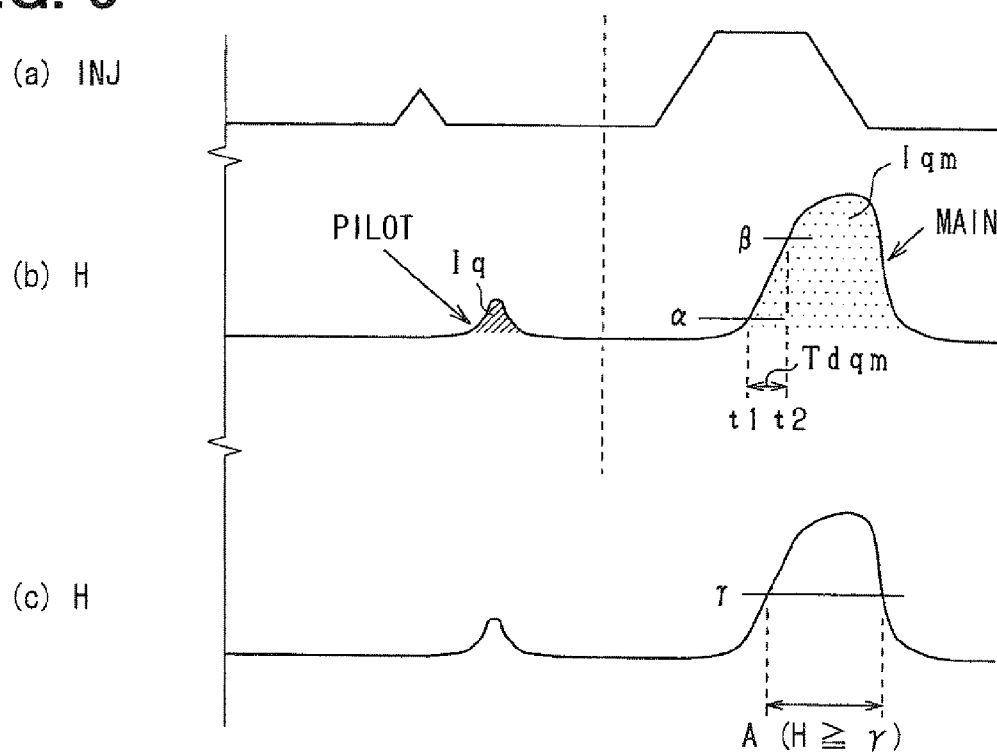 (a) INJ
Iqm
PILOT
MAIN
Iq
β
(b) H
α
Tdqm
t1 t2
γ
(c) H
A (H ≧ γ)